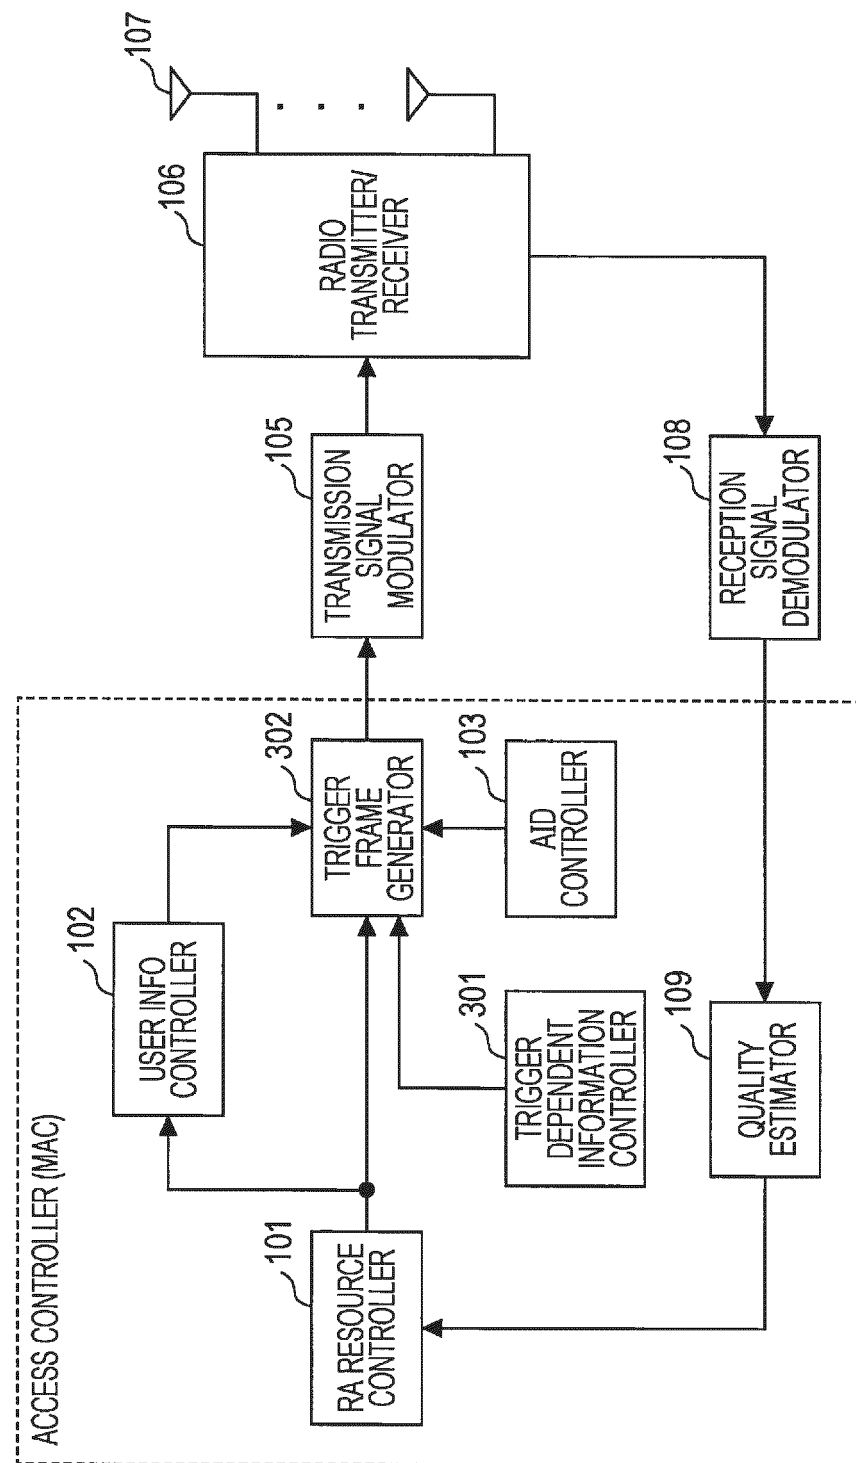 ACCESS CONTROLLER (MAC)
101
RA RESOURCE
CONTROLLER
102
USER INFO
CONTROLLER
302
TRIGGER
FRAME
GENERATOR
301
TRIGGER
DEPENDENT
INFORMATION
CONTROLLER
103
AID
CONTROLLER
105
TRANSMISSION
SIGNAL
MODULATOR
106
RADIO
TRANSMITTER/
RECEIVER
107
109
QUALITY
ESTIMATOR
108
RECEPTION
SIGNAL
DEMODULATOR